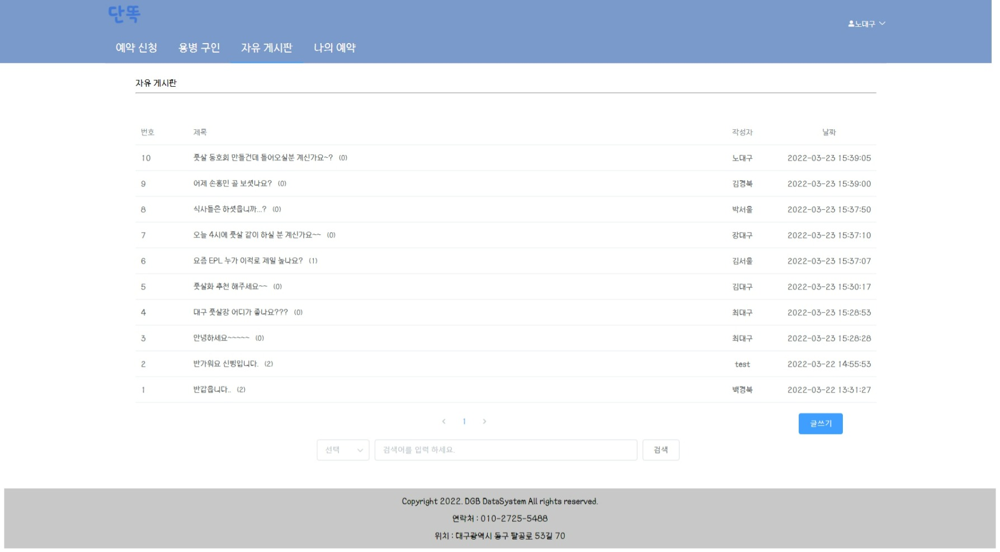 단똑
노대구
예약 신청 용병 구인 자유 게시판 나의 예약
자유 게시판
번호 제목 작성자 날짜
10 풋살 동호회 만들건데 들어오실분 계신가요~? (0) 노대구 2022-03-23 15:39:05
9 어제 손흥민 골 보셧나요? (0) 김경북 2022-03-23 15:39:00
8 식사들은 하셧읍니까...? (0) 박서울 2022-03-23 15:37:50
7 오늘 4시에 풋살 같이 하실 분 계신가요~~ (0) 장대구 2022-03-23 15:37:10
6 요즘 EPL 누가 이적료 제일 높나요? (1) 김서울 2022-03-23 15:37:07
5 풋살화 추천 해주세요~~ (0) 김대구 2022-03-23 15:30:17
4 대구 풋살장 어디가 좋나요??? (0) 최대구 2022-03-23 15:28:53
3 안녕하세요~~~~~ (0) 최대구 2022-03-23 15:28:28
2 반가워요 신삥입니다. (2) test 2022-03-22 14:55:53
1 반갑읍니다.. (2) 백경북 2022-03-22 13:31:27
< 1 > 글쓰기
선택 검색어를 입력 하세요. 검색
Copyright 2022. DGB DataSystem All rights reserved.
연락처 : 010-2725-5488
위치 : 대구광역시 동구 팔공로 53길 70